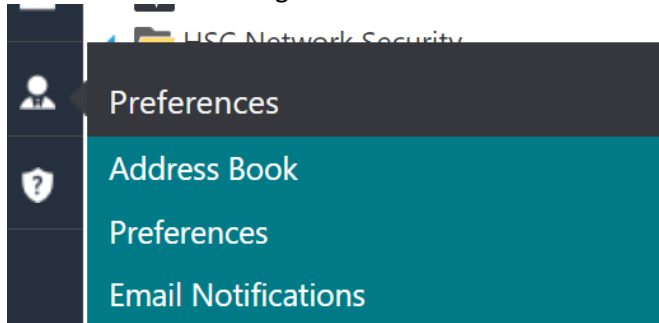 HSC Network Security
Preferences
Address Book
Preferences
Email Notifications